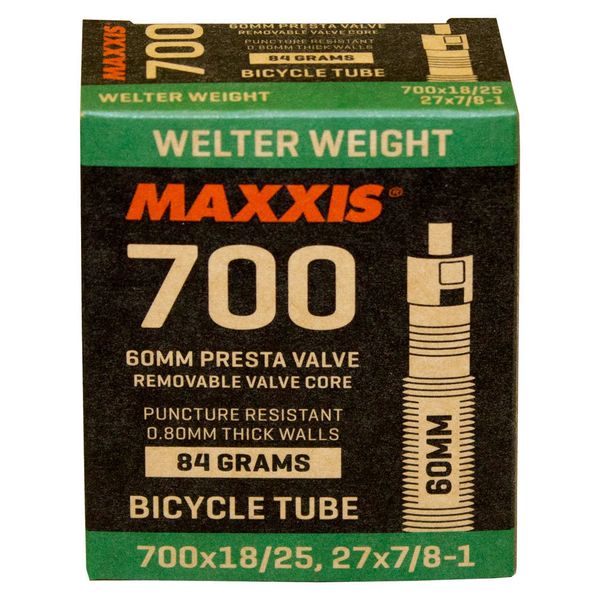 MAXXIS
700
60MM PRESTA VALVE
REMOVABLE VALVE CORE
PUNCTURE RESISTANT
0.80MM THICK WALLS
84 GRAMS
BICYCLE TUBE
WELTER WEIGHT
700x18/25
27x7/8-1
WELTER WEIGHT
MAXXIS®
700
60MM PRESTA VALVE
REMOVABLE VALVE CORE
PUNCTURE RESISTANT
0.80MM THICK WALLS
84 GRAMS
BICYCLE TUBE
60MM
700x18/25, 27x7/8-1